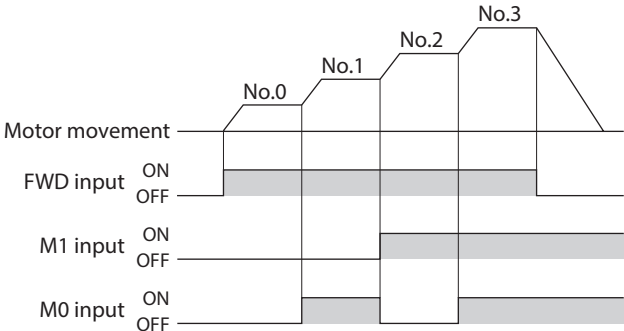 No.3
No.2
No.1
No.0
Motor movement
FWD input ON
OFF
M1 input ON
OFF
M0 input ON
OFF